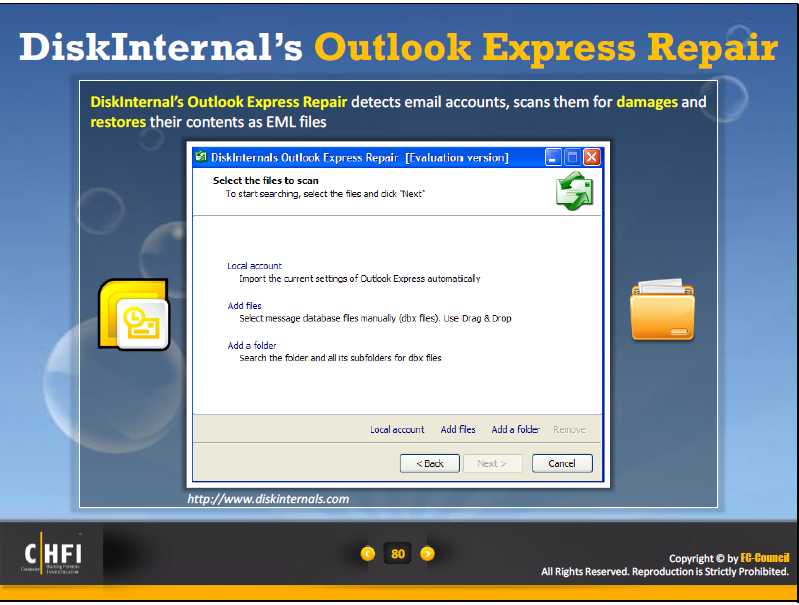 DiskInternal's Outlook Express Repair
DiskInternal's Outlook Express Repair detects email accounts, scans them for damages and
restores their contents as EML files
DiskInternals Outlook Express Repair [Evaluation version]
Select the files to scan
To start searching, select the files and click "Next"
Local account
Import the current settings of Outlook Express automatically
Add files
Select message database files manually (dbx files). Use Drag & Drop
Add a folder
Search the folder and all its subfolders for dbx files
Local account Add files Add a folder Remove
< Back Next > Cancel
http://www.diskinternals.com
CHFI
Computer Hacking Forensic
INVESTIGATOR
80
Copyright © by EC-Council
All Rights Reserved. Reproduction is Strictly Prohibited.